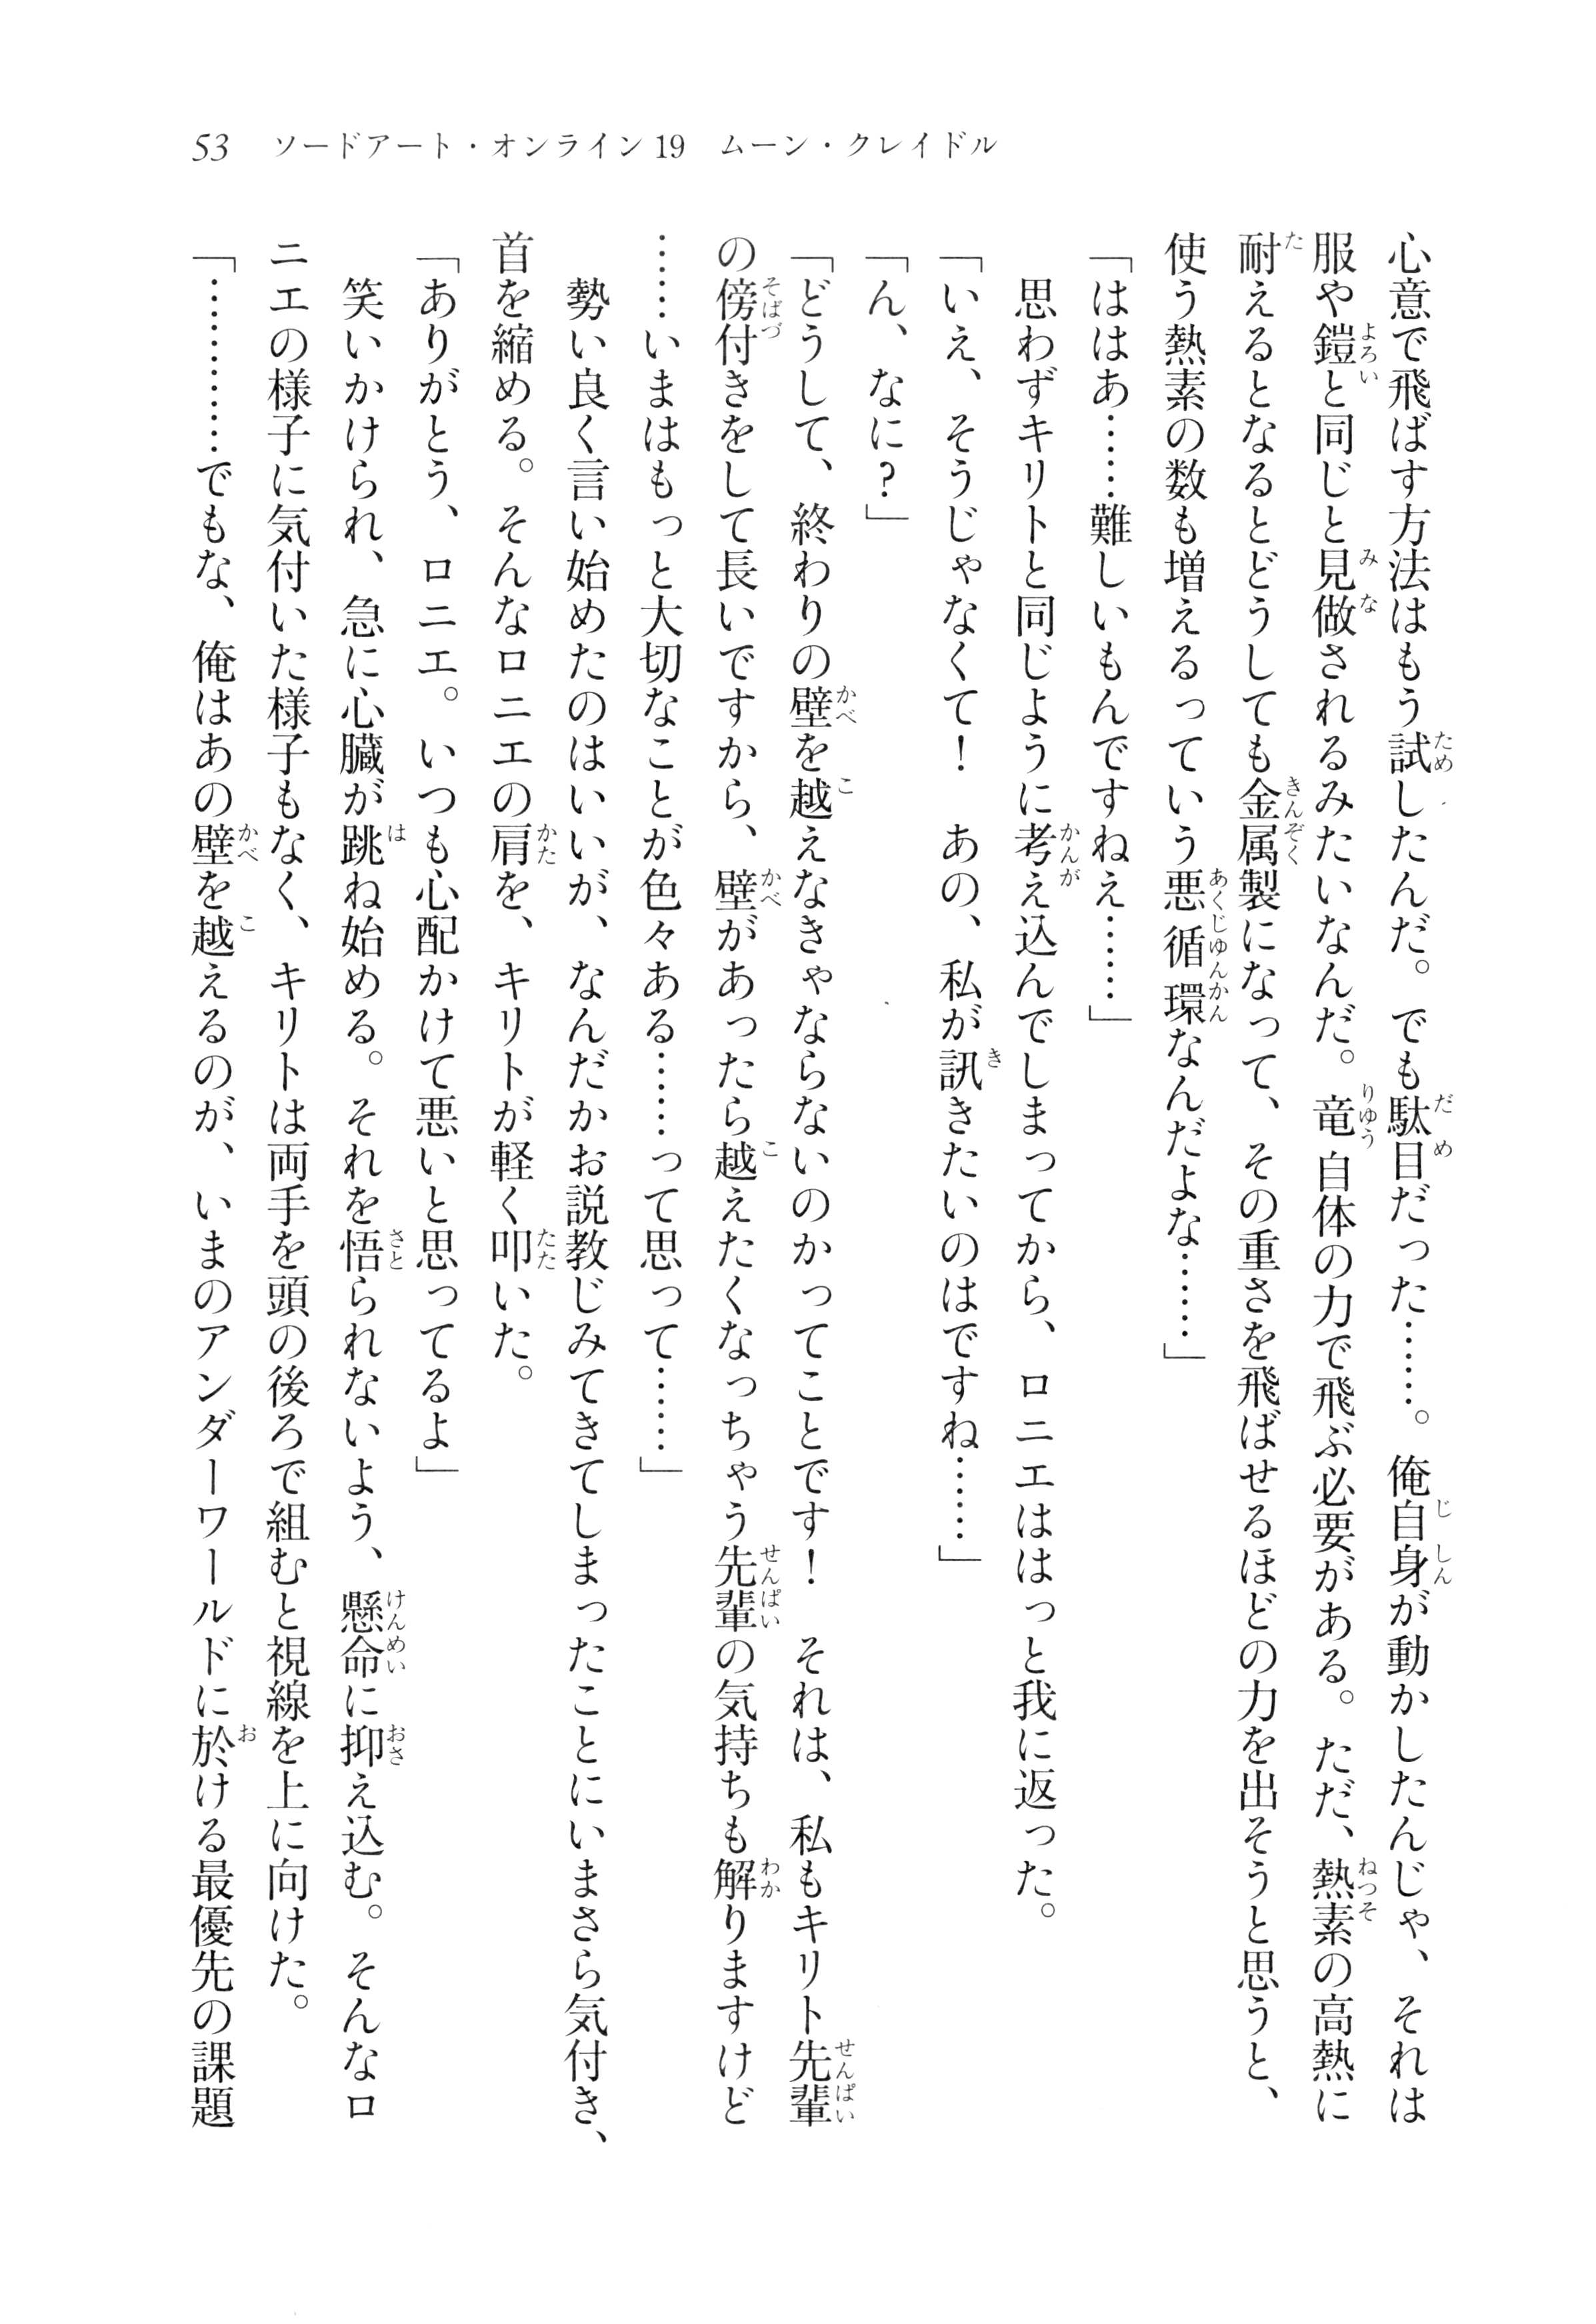 53 ソードアート・オンライン19 ムーン・クレイドル
心意で飛ばす方法はもう試したんだ。でも駄目だった……。俺自身が動かしたんじゃ、それは
服や鎧と同じと見做されるみたいなんだ。竜自体の力で飛ぶ必要がある。ただ、熱素の高熱に
耐えるとなるとどうしても金属製になって、その重さを飛ばせるほどの力を出そうと思うと、
使う熱素の数も増えるっていう悪循環なんだよな……」
「ははあ……難しいもんですねえ……」
　思わずキリトと同じように考え込んでしまってから、ロニエははっと我に返った。
「いえ、そうじゃなくて！　あの、私が訊きたいのはですね……」
「ん、なに？」
「どうして、終わりの壁を越えなきゃならないのかってことです！　それは、私もキリト先輩
の傍付きをして長いですから、壁があったら越えたくなっちゃう先輩の気持ちも解りますけど
……いまはもっと大切なことが色々ある……って思って……」
　勢い良く言い始めたのはいいが、なんだかお説教じみてきてしまったことにいまさら気付き、
首を縮める。そんなロニエの肩を、キリトが軽く叩いた。
「ありがとう、ロニエ。いつも心配かけて悪いと思ってるよ」
　笑いかけられ、急に心臓が跳ね始める。それを悟られないよう、懸命に抑え込む。そんなロ
ニエの様子に気付いた様子もなく、キリトは両手を頭の後ろで組むと視線を上に向けた。
「…………でもな、俺はあの壁を越えるのが、いまのアンダーワールドに於ける最優先の課題